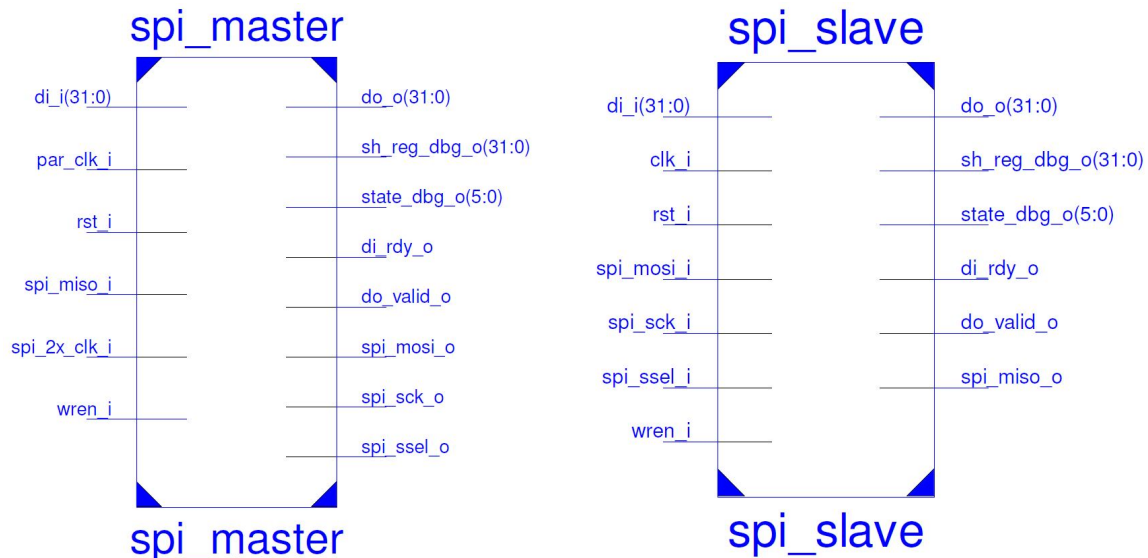 spi_master
di_i(31:0)
par_clk_i
rst_i
spi_miso_i
spi_2x_clk_i
wren_i
do_o(31:0)
sh_reg_dbg_o(31:0)
state_dbg_o(5:0)
di_rdy_o
do_valid_o
spi_mosi_o
spi_sck_o
spi_ssel_o
spi_master
spi_slave
di_i(31:0)
clk_i
rst_i
spi_mosi_i
spi_sck_i
spi_ssel_i
wren_i
do_o(31:0)
sh_reg_dbg_o(31:0)
state_dbg_o(5:0)
di_rdy_o
do_valid_o
spi_miso_o
spi_slave